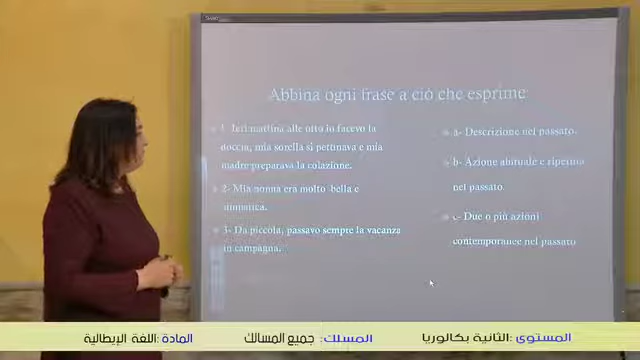 Abbina ogni frase a ciò che esprime:
1- Ieri mattina alle otto io facevo la
doccia, mia sorella si pettinava e mia
madre preparava la colazione.
2- Mia nonna era molto bella e
simpatica.
3- Da piccola, passavo sempre la vacanza
in campagna.
a- Descrizione nel passato.
b- Azione abituale e ripetuta
nel passato.
c- Due o più azioni
contemporanee nel passato
المستوى :الثانية بكالوريا
المسلك: جميع المسالك
المادة :اللغة الإيطالية